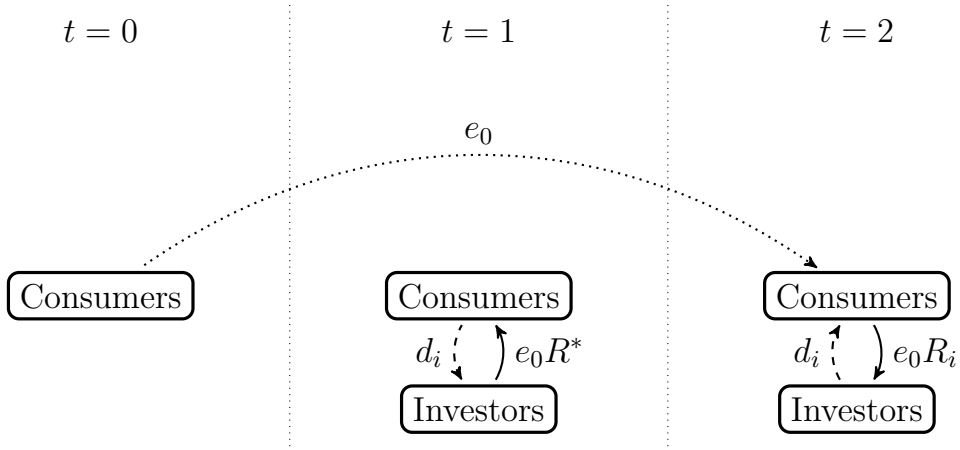 t = 0 t = 1 t = 2
e₀
Consumers Consumers Consumers
dᵢ e₀R* dᵢ e₀Rᵢ
Investors Investors